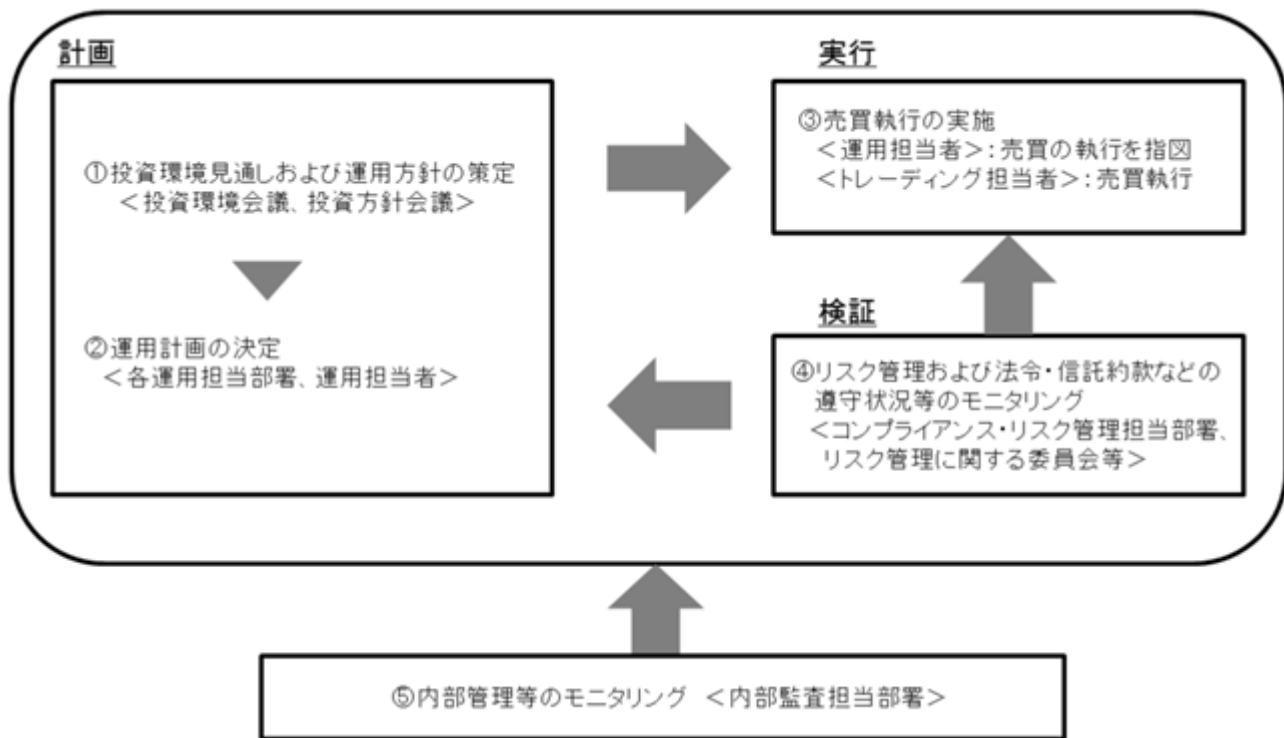 計画
①投資環境見通しおよび運用方針の策定
＜投資環境会議、投資方針会議＞
②運用計画の決定
＜各運用担当部署、運用担当者＞
実行
③売買執行の実施
＜運用担当者＞：売買の執行を指図
＜トレーディング担当者＞：売買執行
検証
④リスク管理および法令・信託約款などの
遵守状況等のモニタリング
＜コンプライアンス・リスク管理担当部署、
リスク管理に関する委員会等＞
⑤内部管理等のモニタリング ＜内部監査担当部署＞